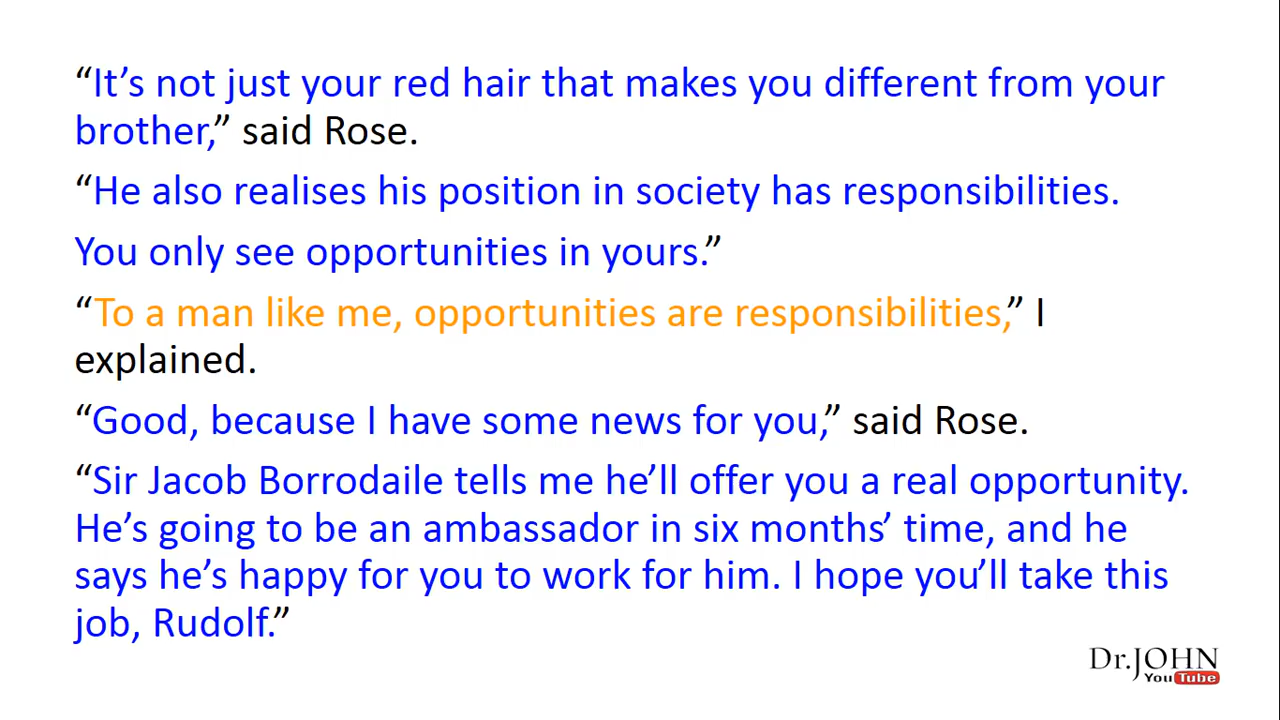 “It’s not just your red hair that makes you different from your
brother,” said Rose.
“He also realises his position in society has responsibilities.
You only see opportunities in yours.”
“To a man like me, opportunities are responsibilities,” I
explained.
“Good, because I have some news for you,” said Rose.
“Sir Jacob Borrodaile tells me he’ll offer you a real opportunity.
He’s going to be an ambassador in six months’ time, and he
says he’s happy for you to work for him. I hope you’ll take this
job, Rudolf.”
Dr.JOHN
YouTube